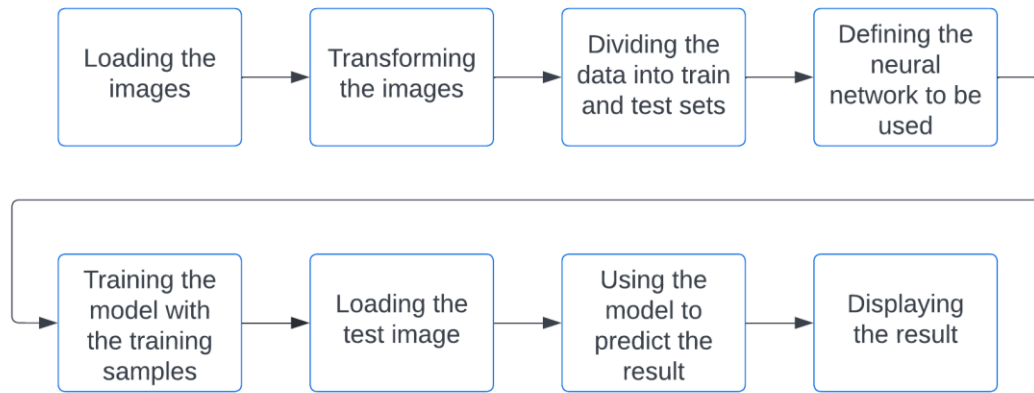 Loading the
images
Transforming
the images
Dividing the
data into train
and test sets
Defining the
neural
network to be
used
Training the
model with
the training
samples
Loading the
test image
Using the
model to
predict the
result
Displaying
the result